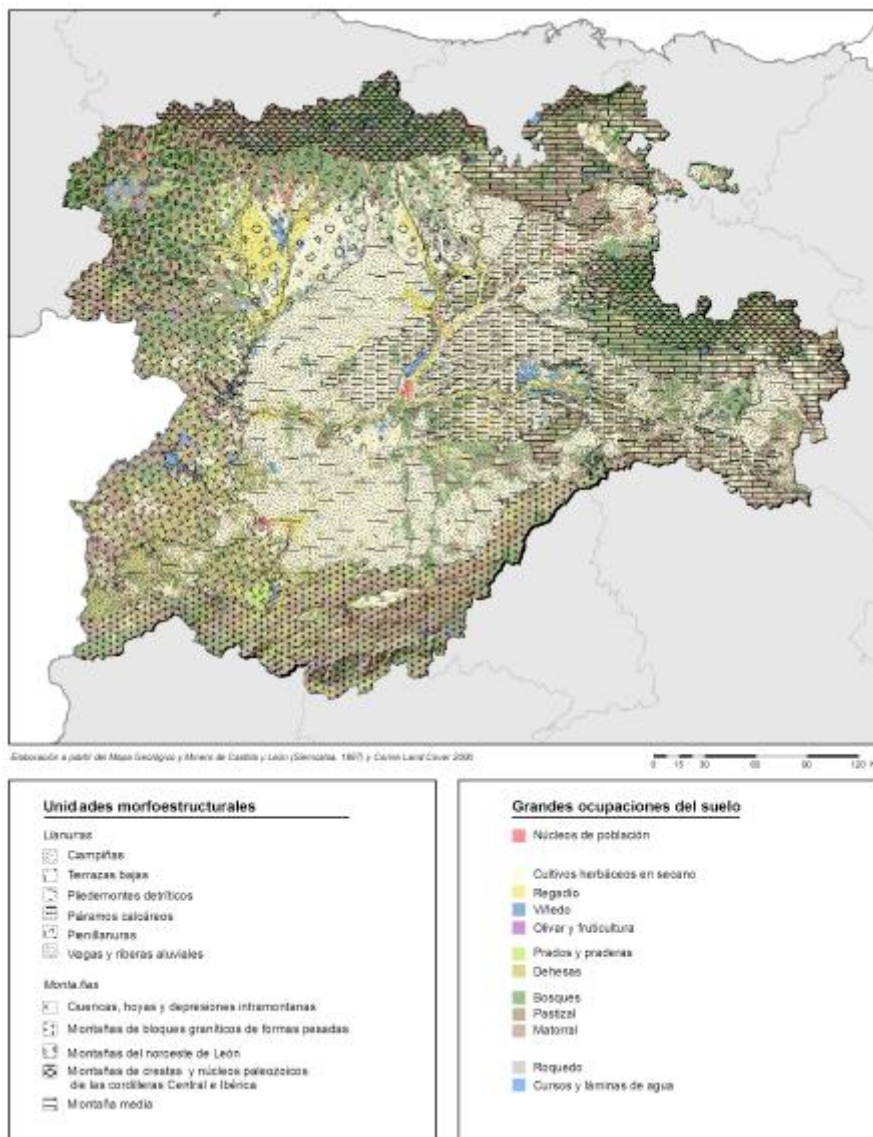 Elaboración a partir del Mapa Geológico y Minero de Castilla y León (Siemcalsa, 1997) y Corine Land Cover 2000
0 15 30 60 90 120
Unidades morfoestructurales
Llanuras
Campiñas
Terrazas bajas
Piedemontes detríticos
Páramos calcáreos
Penillanuras
Vegas y riberas aluviales
Montañas
Cuencas, hoyas y depresiones intramontanas
Montañas de bloques graníticos de formas pesadas
Montañas del noroeste de León
Montañas de crestas y núcleos paleozoicos
de las cordilleras Central e Ibérica
Montaña media
Grandes ocupaciones del suelo
Núcleos de población
Cultivos herbáceos en secano
Regadío
Viñedo
Olivar y fruticultura
Prados y praderas
Dehesas
Bosques
Pastizal
Matorral
Roquedo
Cursos y láminas de agua